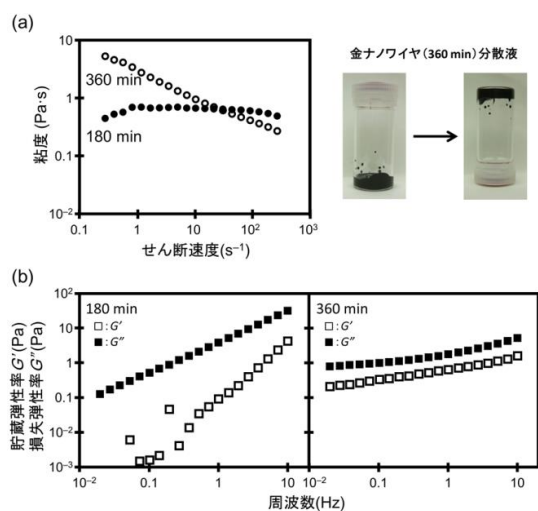 (a)
10
1
0.1
10⁻²
0.1
1
10
10²
10³
粘度 (Pa·s)
せん断速度(s⁻¹)
360 min
180 min
金ナノワイヤ(360 min)分散液
(b)
10²
10
1
0.1
10⁻²
10⁻³
貯蔵弾性率G′(Pa)
損失弾性率G″(Pa)
180 min
□:G′
■:G″
360 min
□:G′
■:G″
10⁻²
0.1
1
10
10⁻²
0.1
1
10
周波数(Hz)